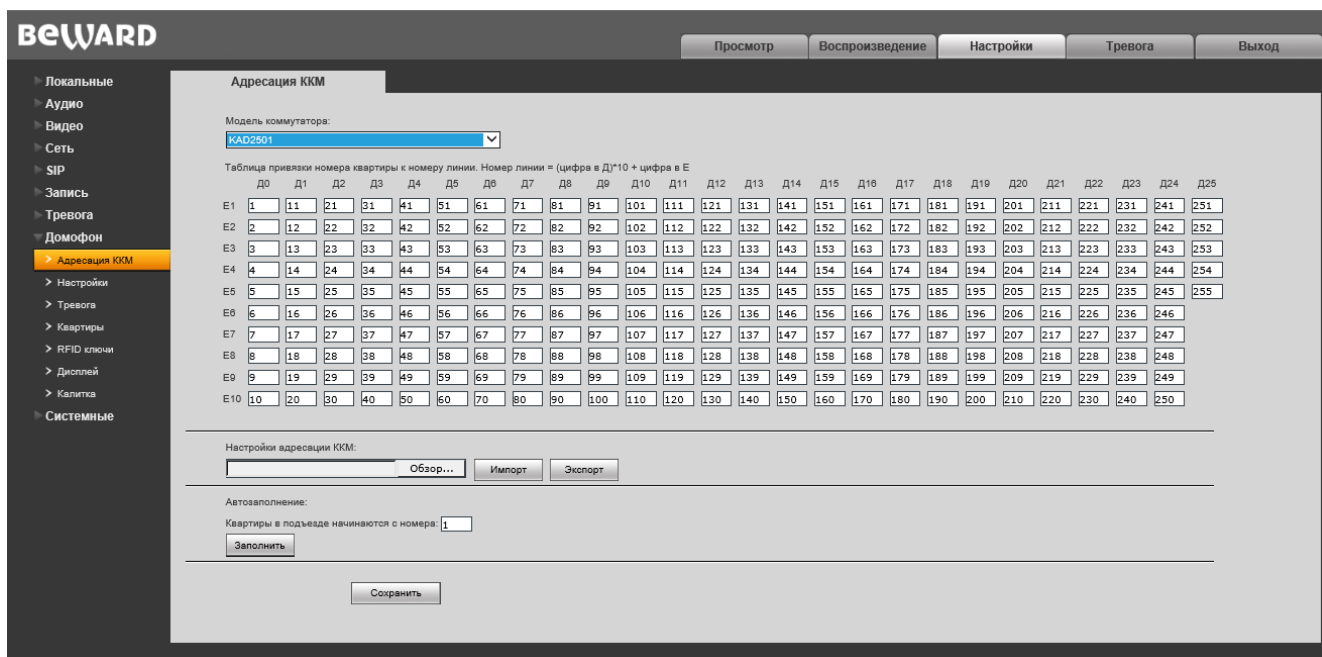 BEWARD
Просмотр Воспроизведение Настройки Тревога Выход
Локальные
Аудио
Видео
Сеть
SIP
Запись
Тревога
Домофон
Адресация ККМ
Настройки
Тревога
Квартиры
RFID ключи
Дисплей
Калитка
Системные
Адресация ККМ
Модель коммутатора:
KAD2501
Таблица привязки номера квартиры к номеру линии. Номер линии = (цифра в Д)*10 + цифра в Е
Д0 Д1 Д2 Д3 Д4 Д5 Д6 Д7 Д8 Д9 Д10 Д11 Д12 Д13 Д14 Д15 Д16 Д17 Д18 Д19 Д20 Д21 Д22 Д23 Д24 Д25
Е1 1 11 21 31 41 51 61 71 81 91 101 111 121 131 141 151 161 171 181 191 201 211 221 231 241 251
Е2 2 12 22 32 42 52 62 72 82 92 102 112 122 132 142 152 162 172 182 192 202 212 222 232 242 252
Е3 3 13 23 33 43 53 63 73 83 93 103 113 123 133 143 153 163 173 183 193 203 213 223 233 243 253
Е4 4 14 24 34 44 54 64 74 84 94 104 114 124 134 144 154 164 174 184 194 204 214 224 234 244 254
Е5 5 15 25 35 45 55 65 75 85 95 105 115 125 135 145 155 165 175 185 195 205 215 225 235 245 255
Е6 6 16 26 36 46 56 66 76 86 96 106 116 126 136 146 156 166 176 186 196 206 216 226 236 246
Е7 7 17 27 37 47 57 67 77 87 97 107 117 127 137 147 157 167 177 187 197 207 217 227 237 247
Е8 8 18 28 38 48 58 68 78 88 98 108 118 128 138 148 158 168 178 188 198 208 218 228 238 248
Е9 9 19 29 39 49 59 69 79 89 99 109 119 129 139 149 159 169 179 189 199 209 219 229 239 249
Е10 10 20 30 40 50 60 70 80 90 100 110 120 130 140 150 160 170 180 190 200 210 220 230 240 250
Настройки адресации ККМ:
Обзор... Импорт Экспорт
Автозаполнение:
Квартиры в подъезде начинаются с номера: 1
Заполнить
Сохранить